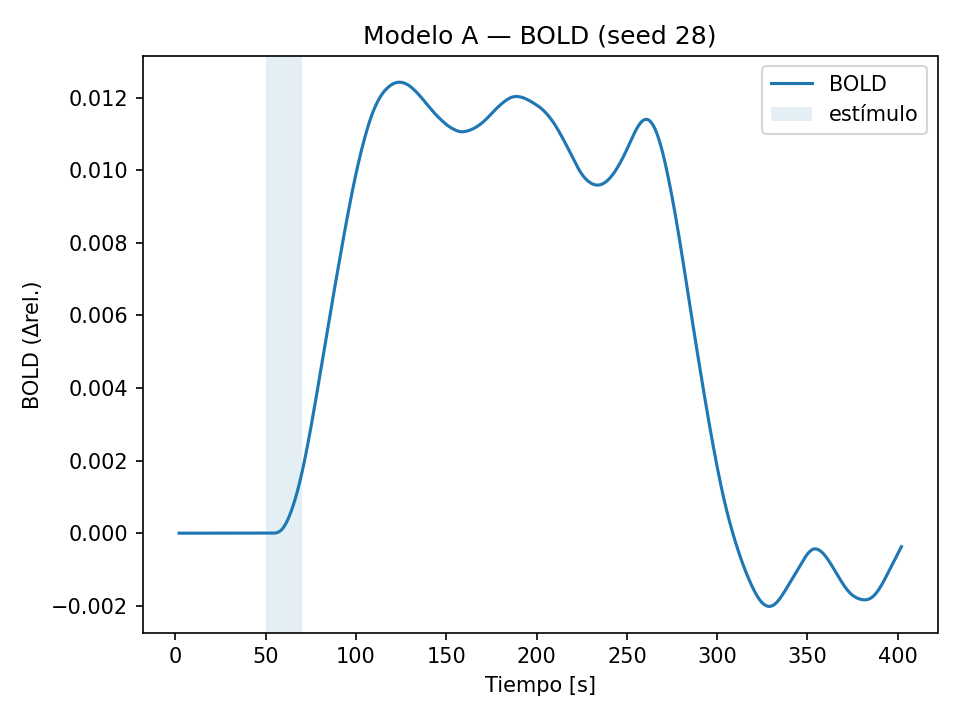 Modelo A — BOLD (seed 28)
BOLD
estímulo
0.012
0.010
0.008
0.006
0.004
0.002
0.000
−0.002
BOLD (Δrel.)
0 50 100 150 200 250 300 350 400
Tiempo [s]